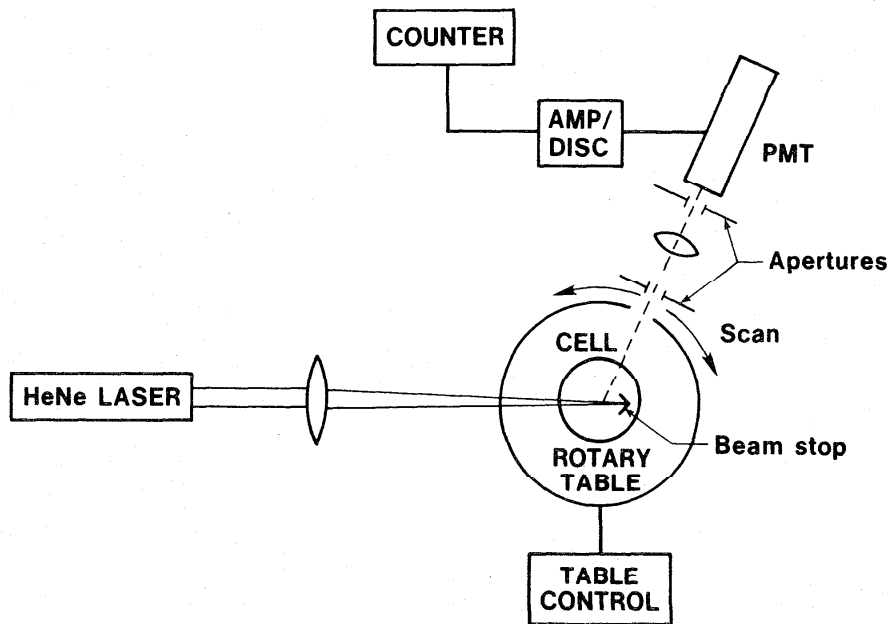 COUNTER
AMP/
DISC
PMT
Apertures
Scan
CELL
HeNe LASER
Beam stop
ROTARY
TABLE
TABLE
CONTROL